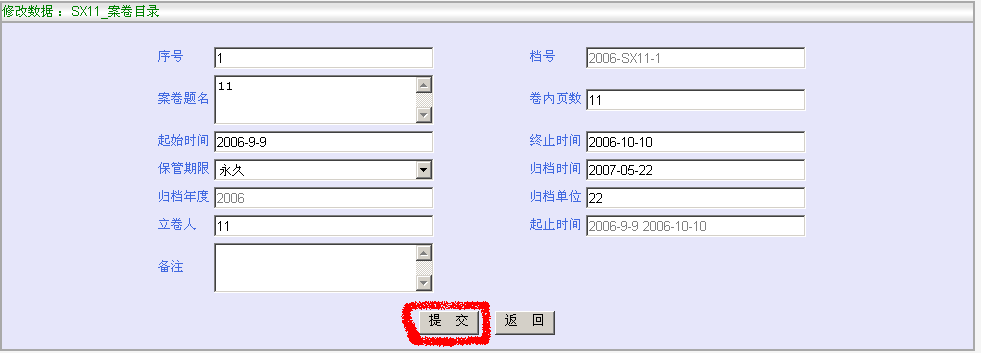 修改数据： SX11_案卷目录
序号 1 档号 2006-SX11-1
案卷题名 11 卷内页数 11
起始时间 2006-9-9 终止时间 2006-10-10
保管期限 永久 归档时间 2007-05-22
归档年度 2006 归档单位 22
立卷人 11 起止时间 2006-9-9 2006-10-10
备注
提 交 返 回